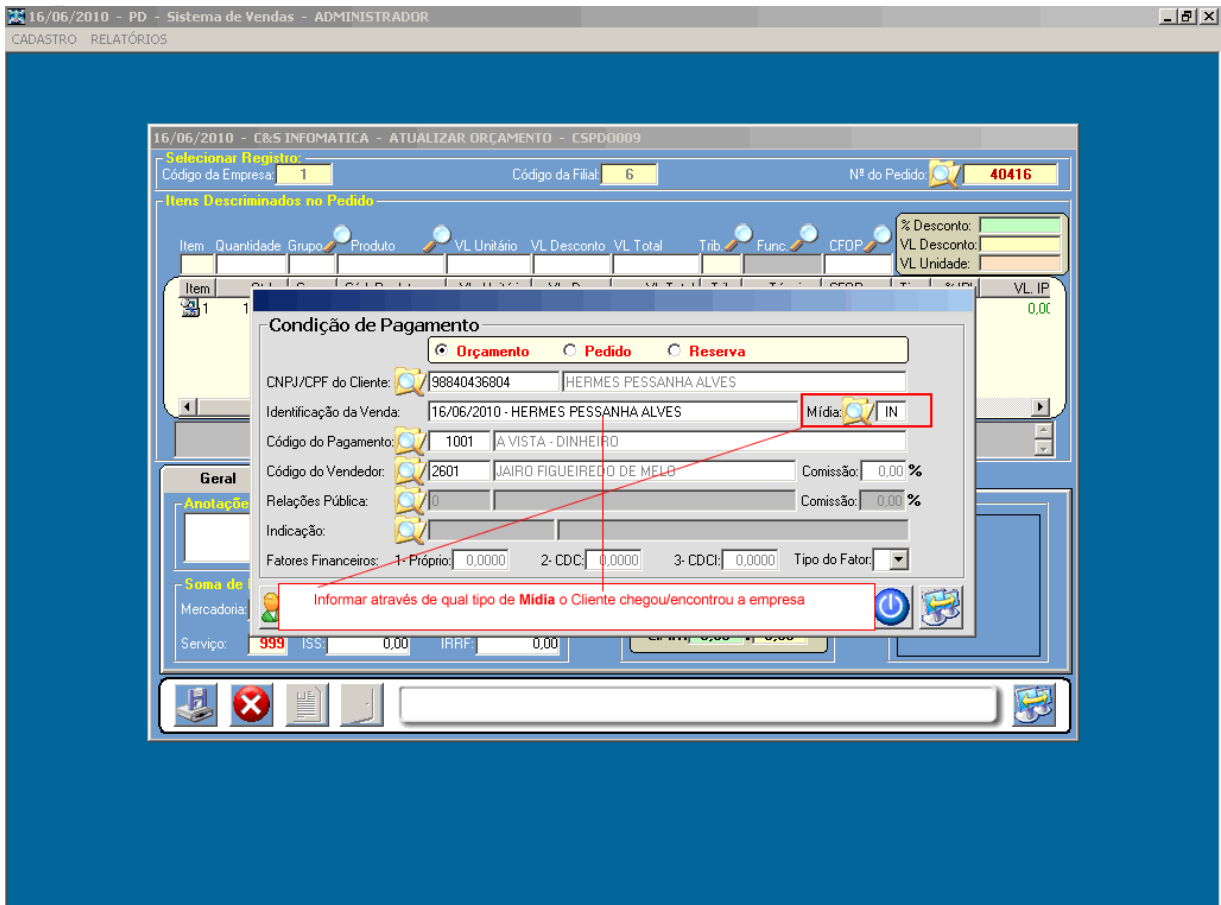 16/06/2010 - PD - Sistema de Vendas - ADMINISTRADOR
CADASTRO RELATÓRIOS
16/06/2010 - C&S INFOMATICA - ATUALIZAR ORÇAMENTO - CSPDO009
Selecionar Registro:
Código da Empresa: 1 Código da Filial: 6 Nº do Pedido: 40416
Itens Descriminados no Pedido
% Desconto:
Item Quantidade Grupo Produto VL Unitário VL Desconto VL Total Trib. Func. CFOP VL Desconto:
VL Unidade:
Item VL. IP
1 1 0,00
Condição de Pagamento
Orçamento Pedido Reserva
CNPJ/CPF do Cliente: 98840436804 HERMES PESSANHA ALVES
Identificação da Venda: 16/06/2010 - HERMES PESSANHA ALVES Mídia: IN
Código do Pagamento: 1001 A VISTA - DINHEIRO
Código do Vendedor: 2601 JAIRO FIGUEIREDO DE MELO Comissão: 0,00 %
Geral
Relações Pública: 0 Comissão: 0,00 %
Anotaçõe
Indicação:
Fatores Financeiros: 1- Próprio: 0,0000 2- CDC: 0,0000 3- CDCI: 0,0000 Tipo do Fator:
Soma de
Informar através de qual tipo de Mídia o Cliente chegou/encontrou a empresa
Mercadoria:
Serviço: 999 ISS: 0,00 IRRF: 0,00